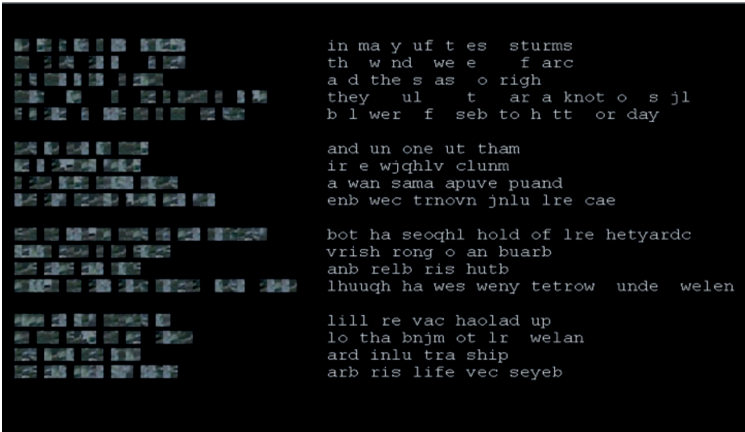 in ma y uf t es sturms
th w nd we e f arc
a d the s as o righ
they ul t ar a knot o s jl
b l wer f seb to h tt or day
and un one ut tham
ir e wjqhlv clunm
a wan sama apuve puand
enb wec trnovn jnlu lre cae
bot ha seoqhl hold of lre hetyardc
vrish rong o an buarb
anb relb ris hutb
lhuuqh ha wes weny tetrow unde welen
lill re vac haolad up
lo tha bnjm ot lr welan
ard inlu tra ship
arb ris life vec seyeb